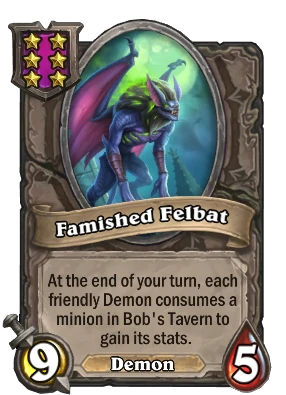 Famished Felbat
At the end of your turn, each
friendly Demon consumes a
minion in Bob's Tavern to
gain its stats.
9
Demon
5